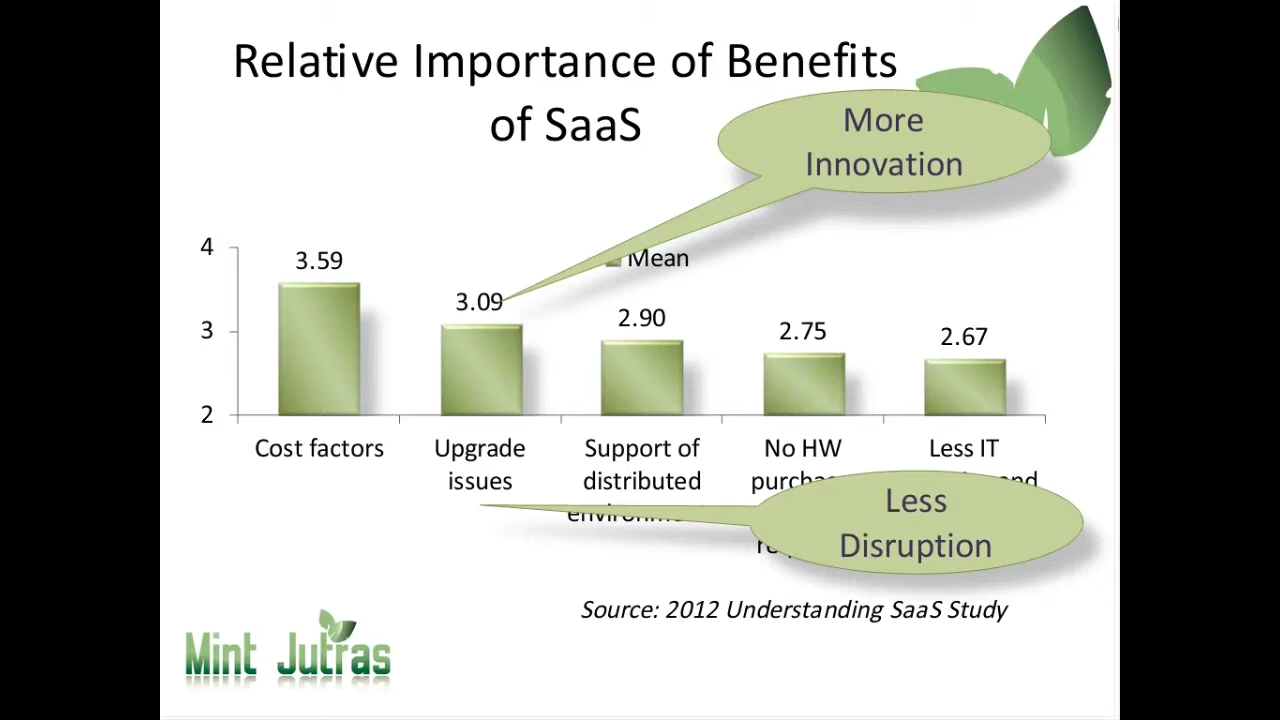 Relative Importance of Benefits
of SaaS
More
Innovation
Mean
4
3
2
3.59
3.09
2.90
2.75
2.67
Cost factors
Upgrade
issues
Support of
distributed
No HW
Less IT
Less
Disruption
Source: 2012 Understanding SaaS Study
Mint Jutras